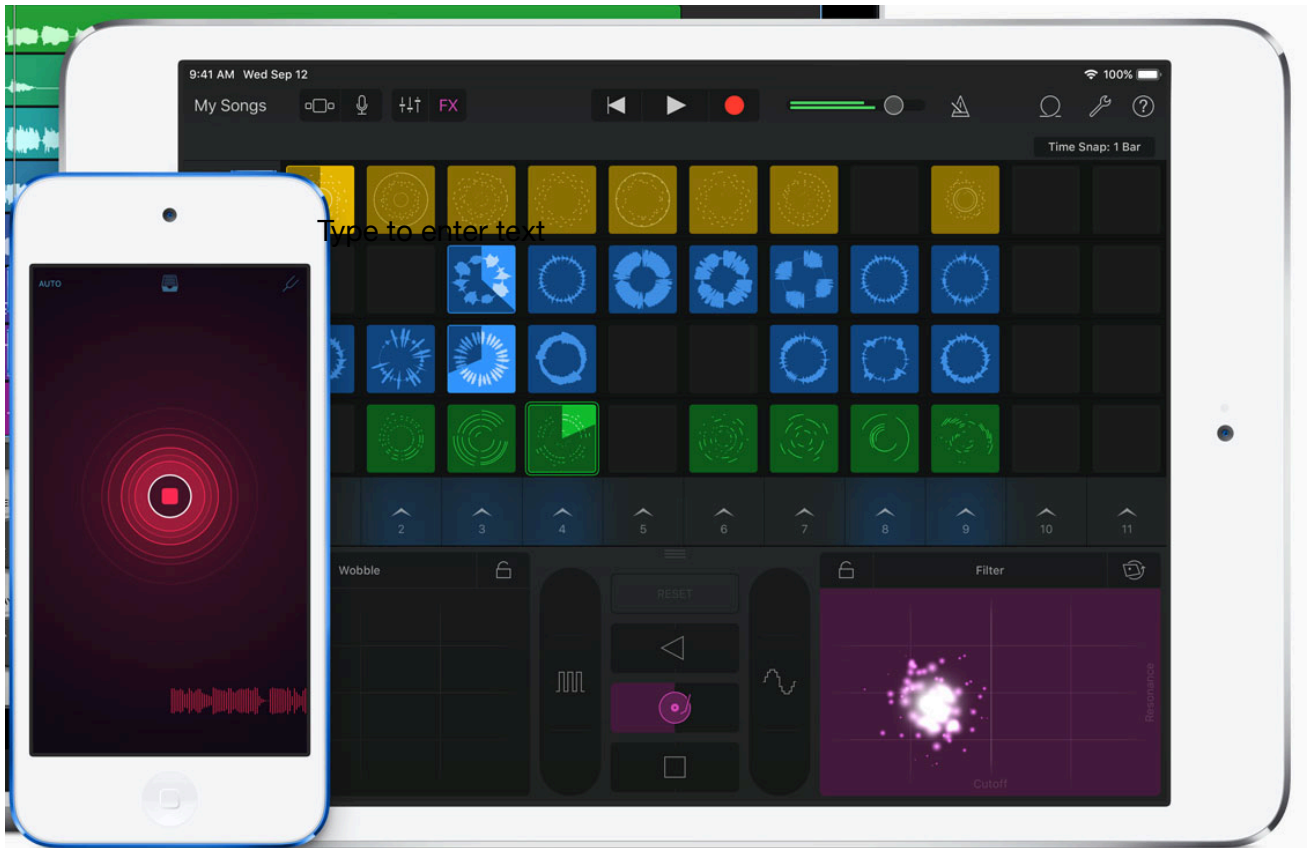 9:41 AM Wed Sep 12
100%
My Songs
FX
Time Snap: 1 Bar
Type to enter text
AUTO
2
3
4
5
6
7
8
9
10
11
Wobble
RESET
Filter
Resonance
Cutoff